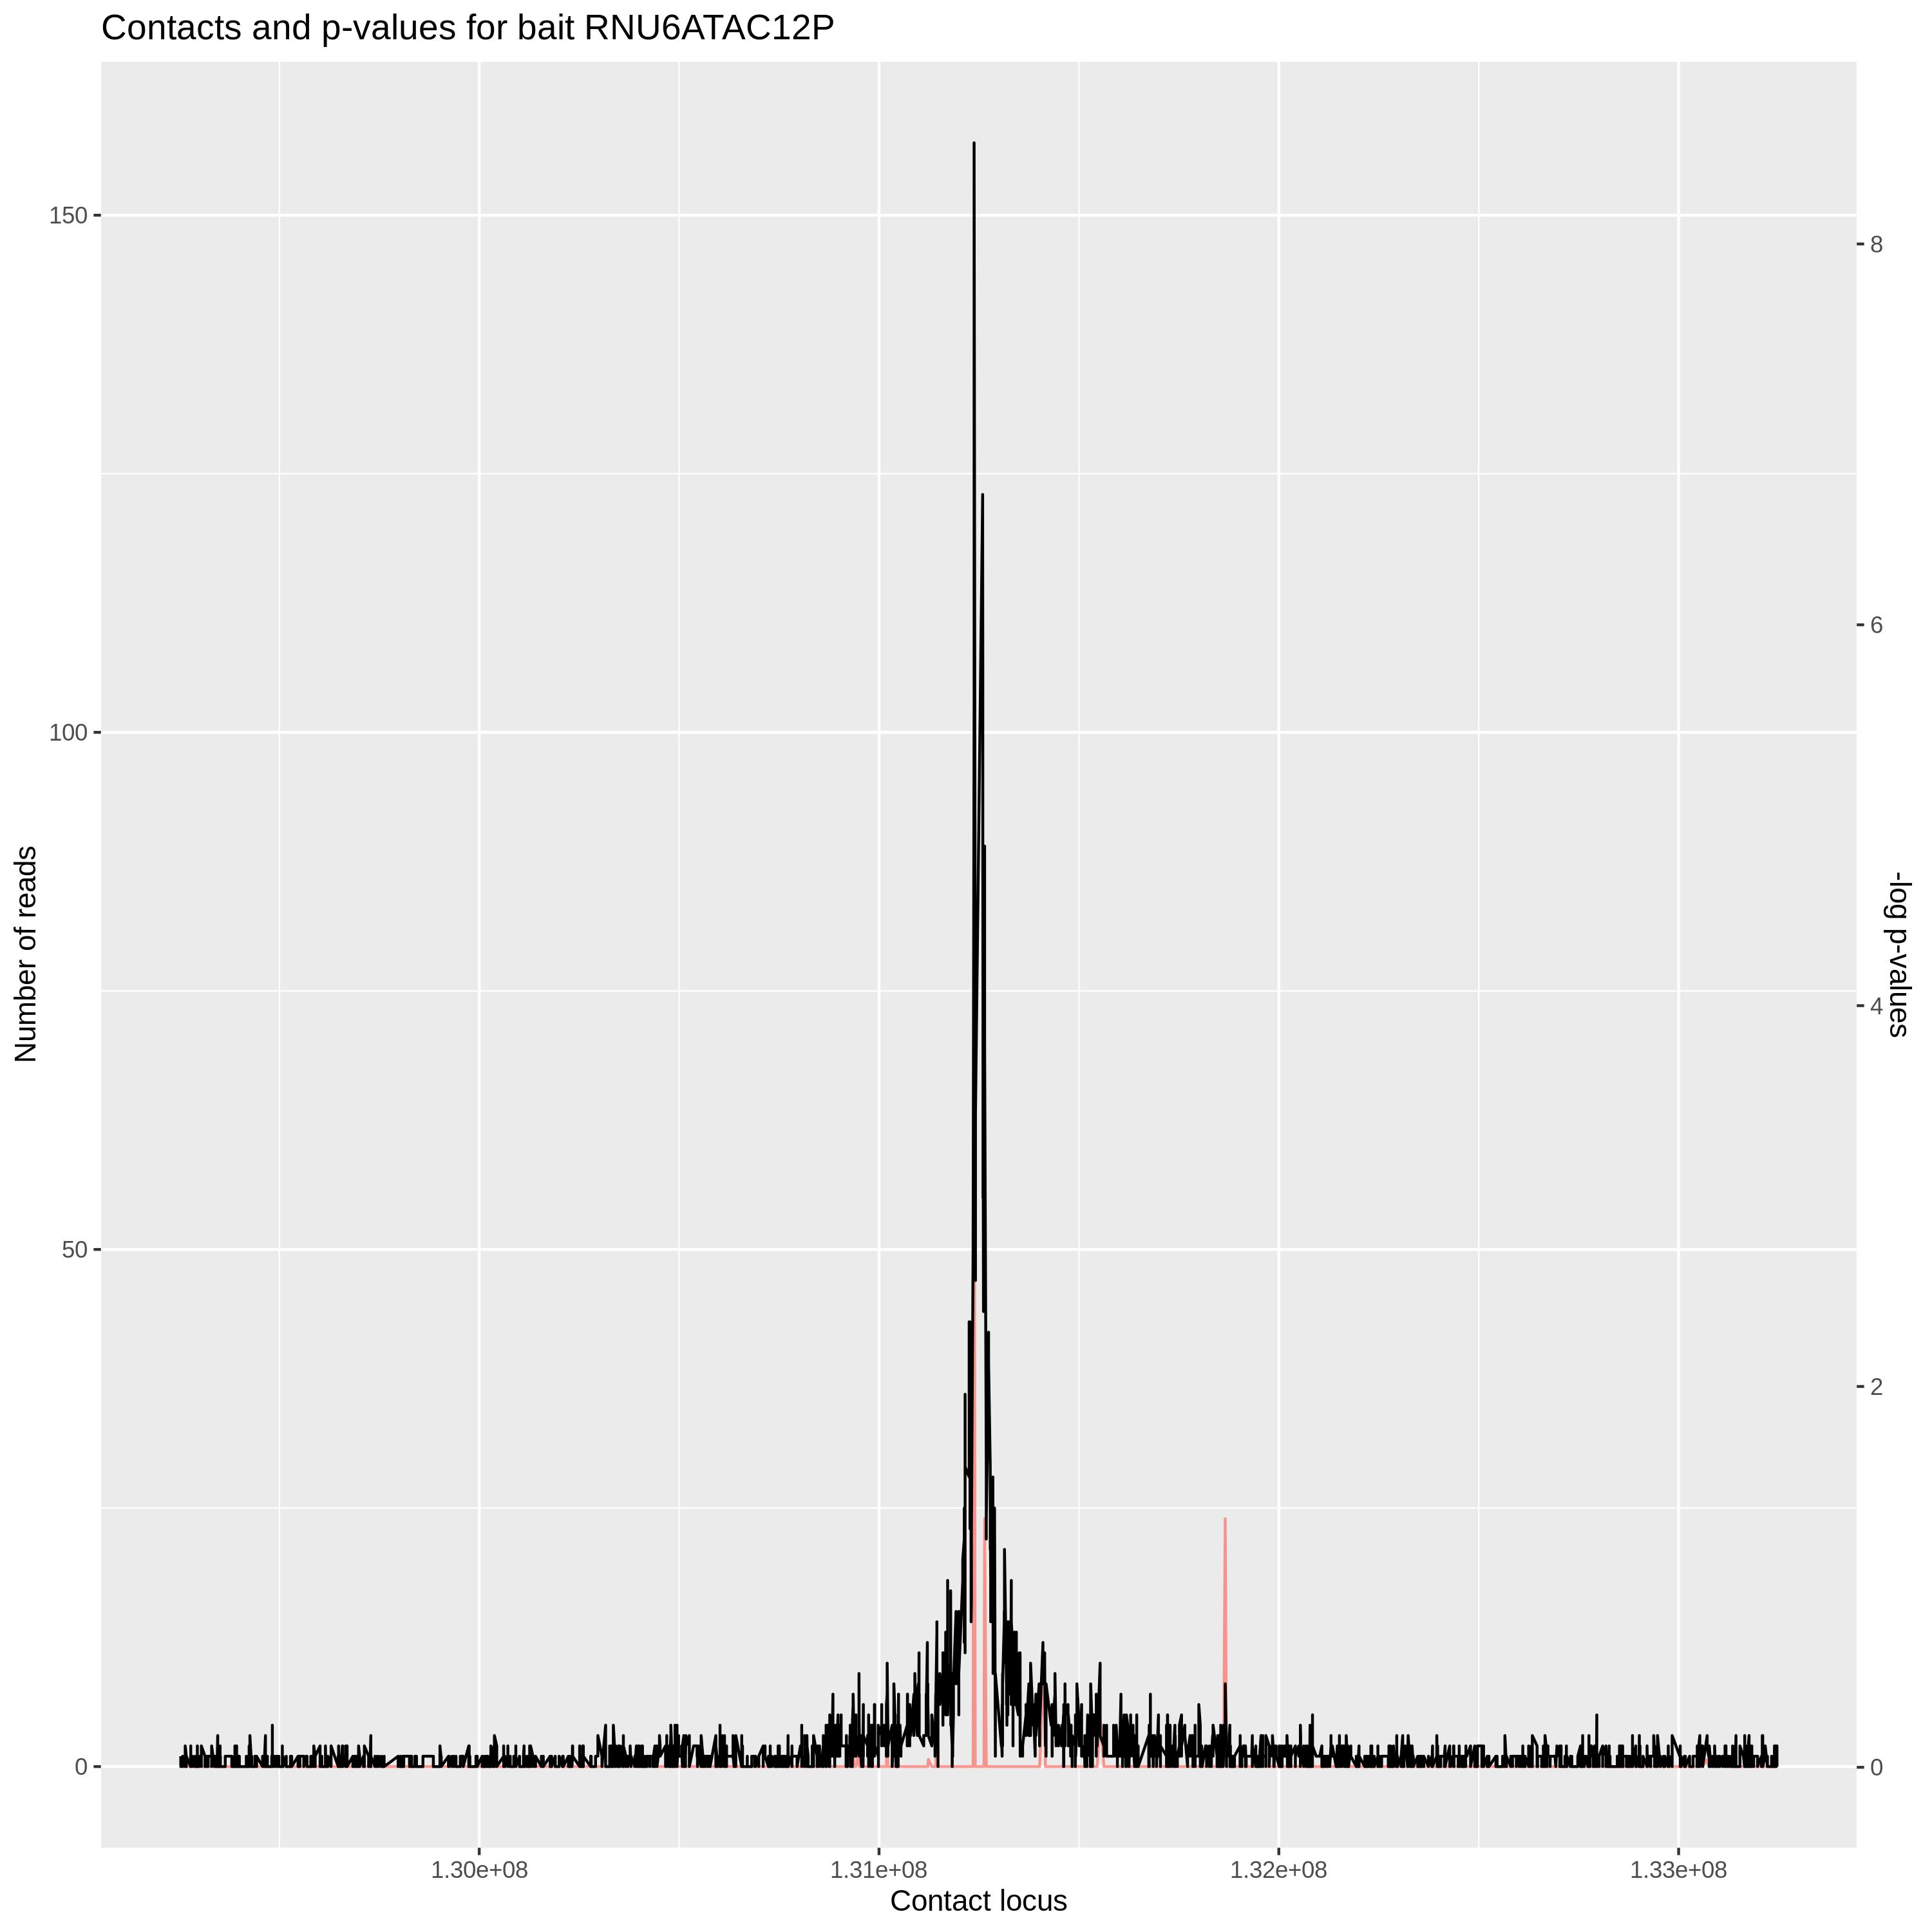 Contacts and p-values for bait RNU6ATAC12P
150
100
50
0
Number of reads
8
6
4
2
0
-log p-values
1.30e+08
1.31e+08
1.32e+08
1.33e+08
Contact locus